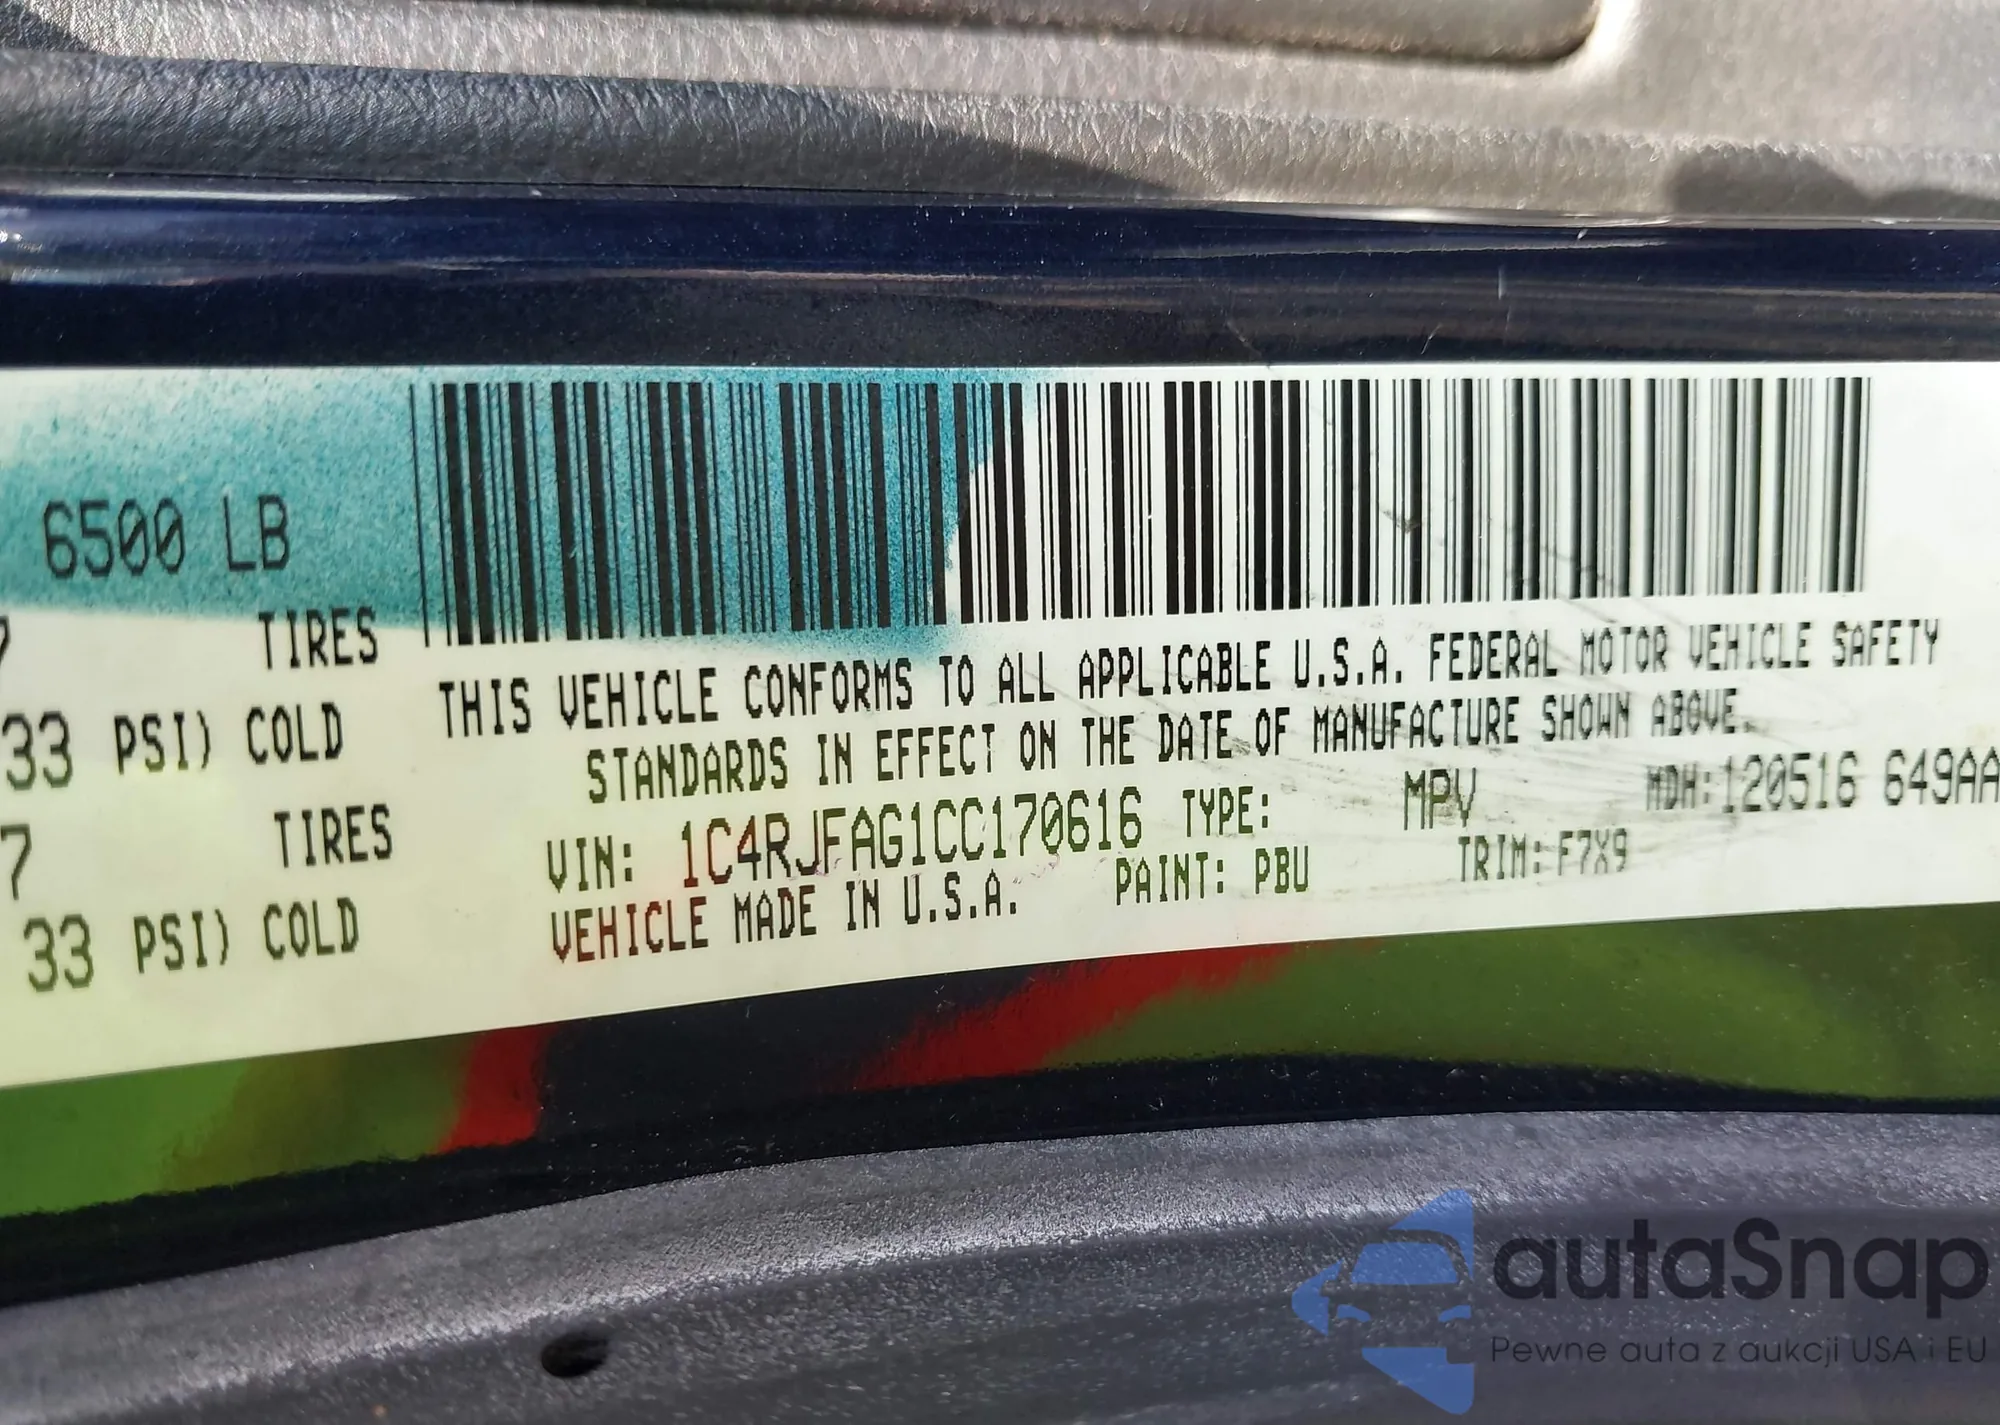 6500 LB
7 TIRES
THIS VEHICLE CONFORMS TO ALL APPLICABLE U.S.A. FEDERAL MOTOR VEHICLE SAFETY
33 PSI) COLD
STANDARDS IN EFFECT ON THE DATE OF MANUFACTURE SHOWN ABOVE.
7 TIRES
VIN: 1C4RJFAG1CC170616 TYPE: MPV MDH:120516 649AA
33 PSI) COLD
VEHICLE MADE IN U.S.A. PAINT: PBU TRIM:F7X9
autaSnap
Pewne auta z aukcji USA i EU